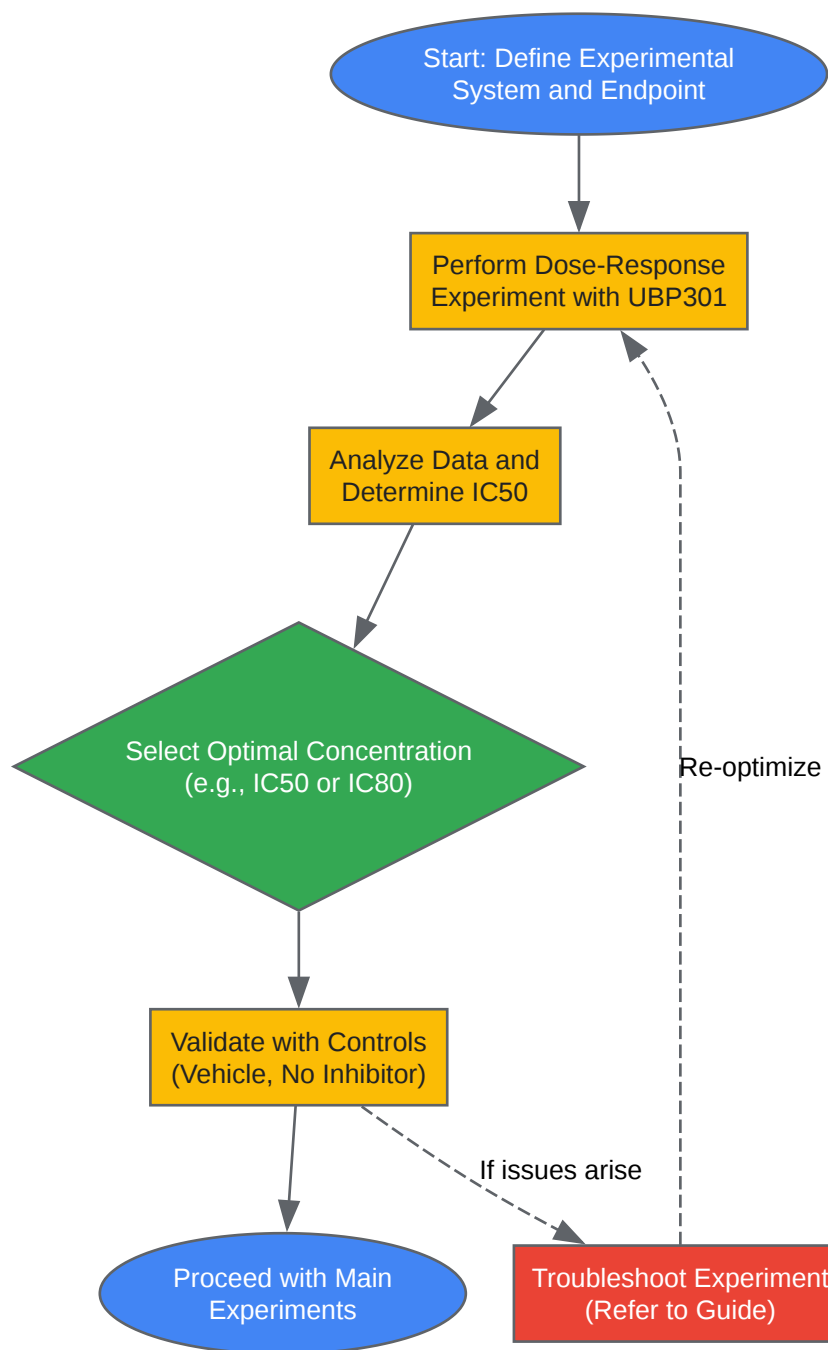 Start: Define Experimental
System and Endpoint
Perform Dose-Response
Experiment with UBP301
Analyze Data and
Determine IC50
Select Optimal Concentration
(e.g., IC50 or IC80)
Re-optimize
Validate with Controls
(Vehicle, No Inhibitor)
If issues arise
Proceed with Main
Experiments
Troubleshoot Experiment
(Refer to Guide)